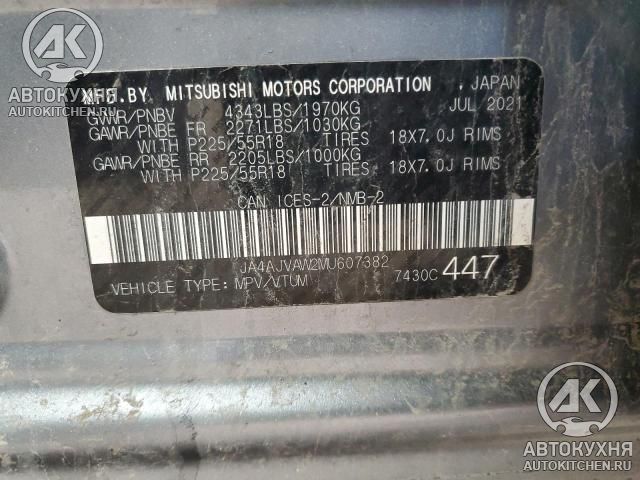 AK
АВТОКУХНЯ
AUTOKITCHEN.RU
MFD.BY MITSUBISHI MOTORS CORPORATION , JAPAN
GVWR/PNBV 4343LBS/1970KG JUL 2021
GAWR/PNBE FR 2271LBS/1030KG
WITH P225/55R18 TIRES 18X7.0J RIMS
GAWR/PNBE RR 2205LBS/1000KG
WITH P225/55R18 TIRES 18X7.0J RIMS
CAN ICES-2/NMB-2
JA4AJVAW2MU607382
7430C 447
VEHICLE TYPE: MPV/VTUM
AK
АВТОКУХНЯ
AUTOKITCHEN.RU